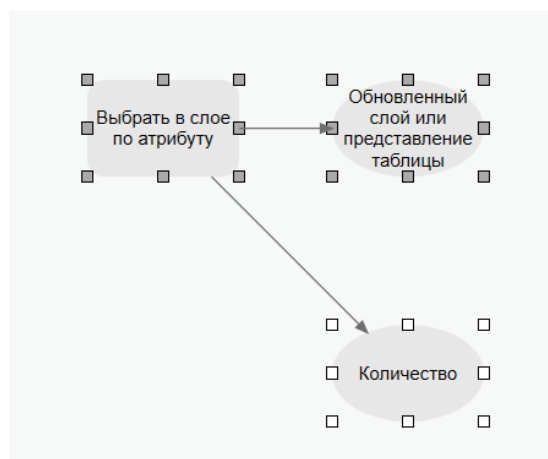 Выбрать в слое
по атрибуту
Обновленный
слой или
представление
таблицы
Количество